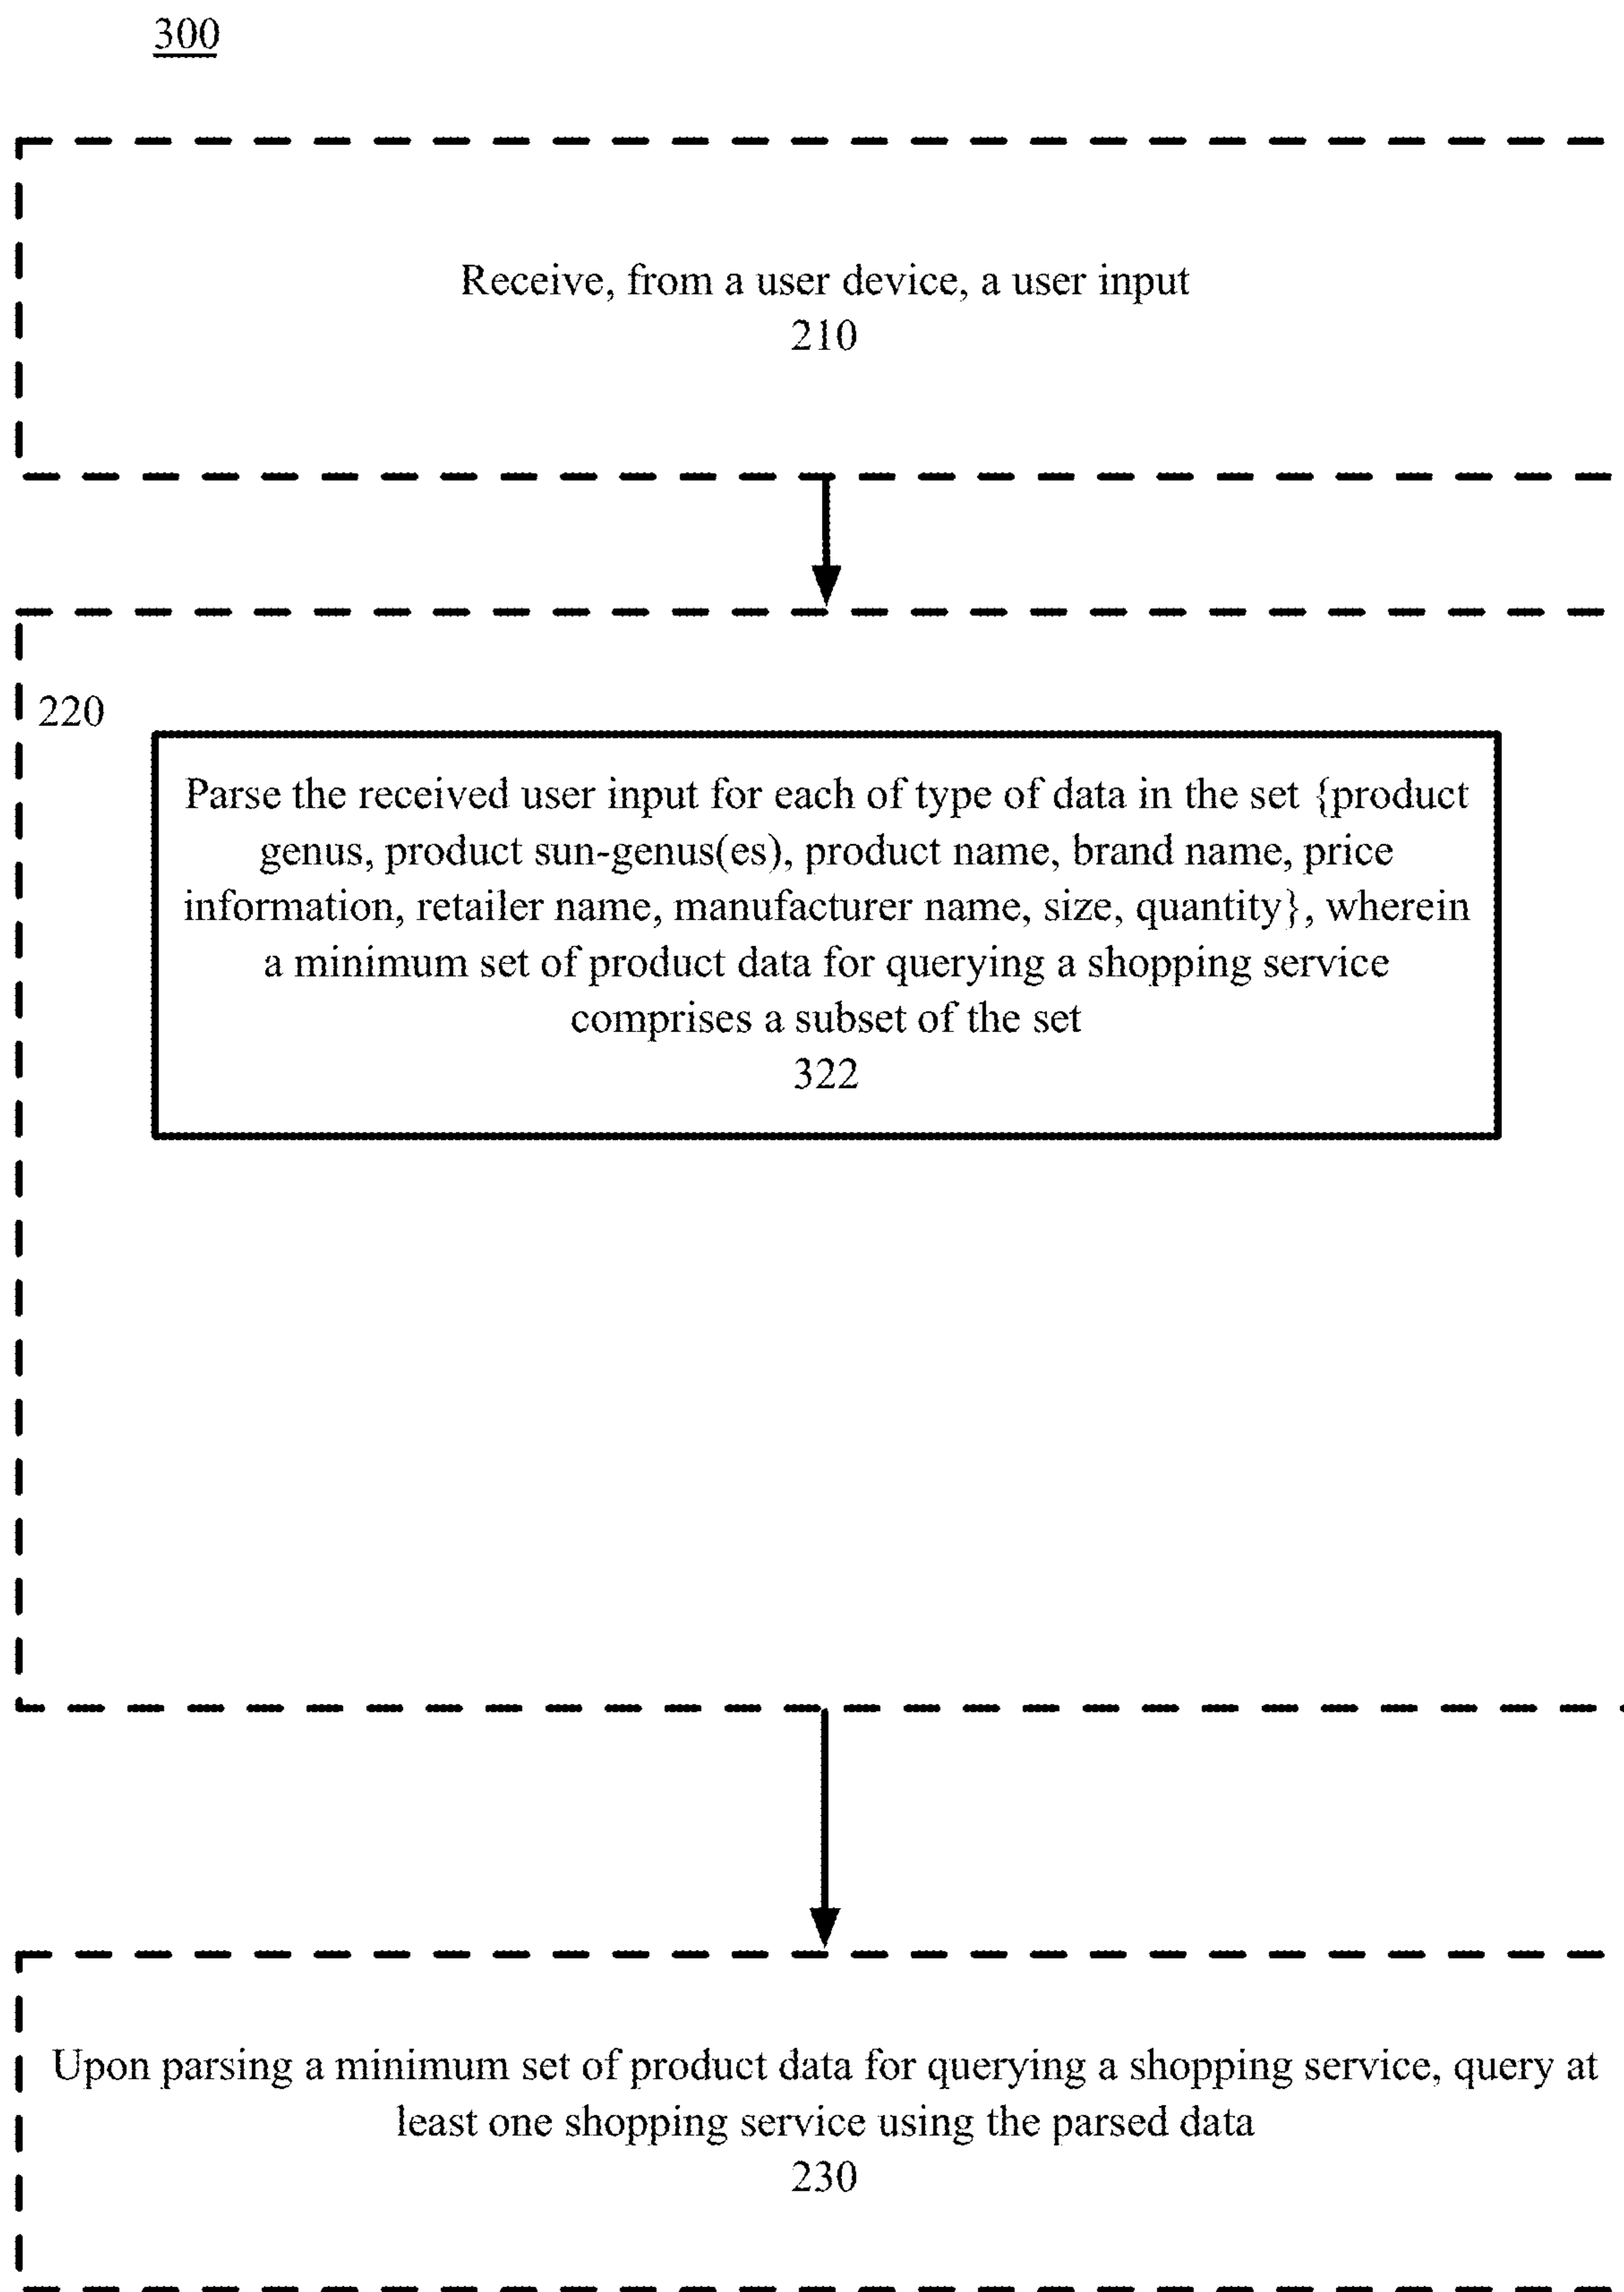 300
Receive, from a user device, a user input
210
220
Parse the received user input for each of type of data in the set {product
genus, product sun-genus(es), product name, brand name, price
information, retailer name, manufacturer name, size, quantity}, wherein
a minimum set of product data for querying a shopping service
comprises a subset of the set
322
Upon parsing a minimum set of product data for querying a shopping service, query at
least one shopping service using the parsed data
230